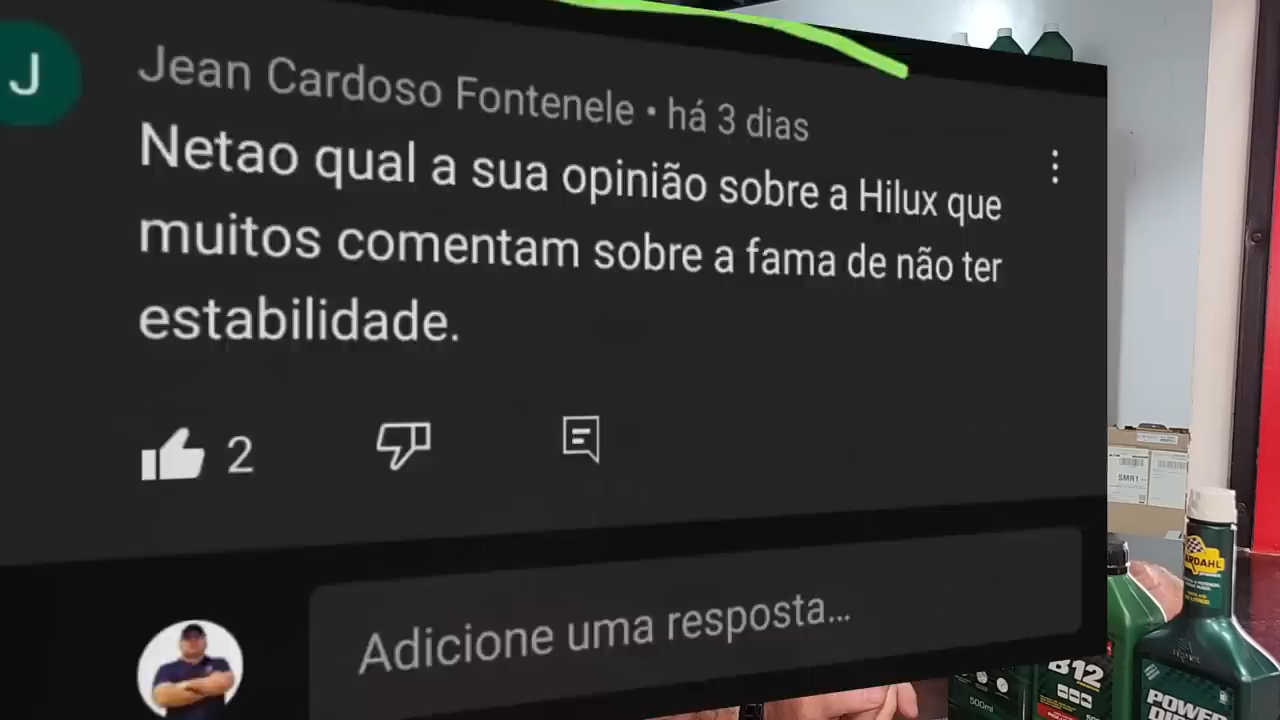 J
Jean Cardoso Fontenele • há 3 dias
Netao qual a sua opinião sobre a Hilux que
muitos comentam sobre a fama de não ter
estabilidade.
2
Adicione uma resposta...
SMR1
BARDAHL
B12
500ml
POWER